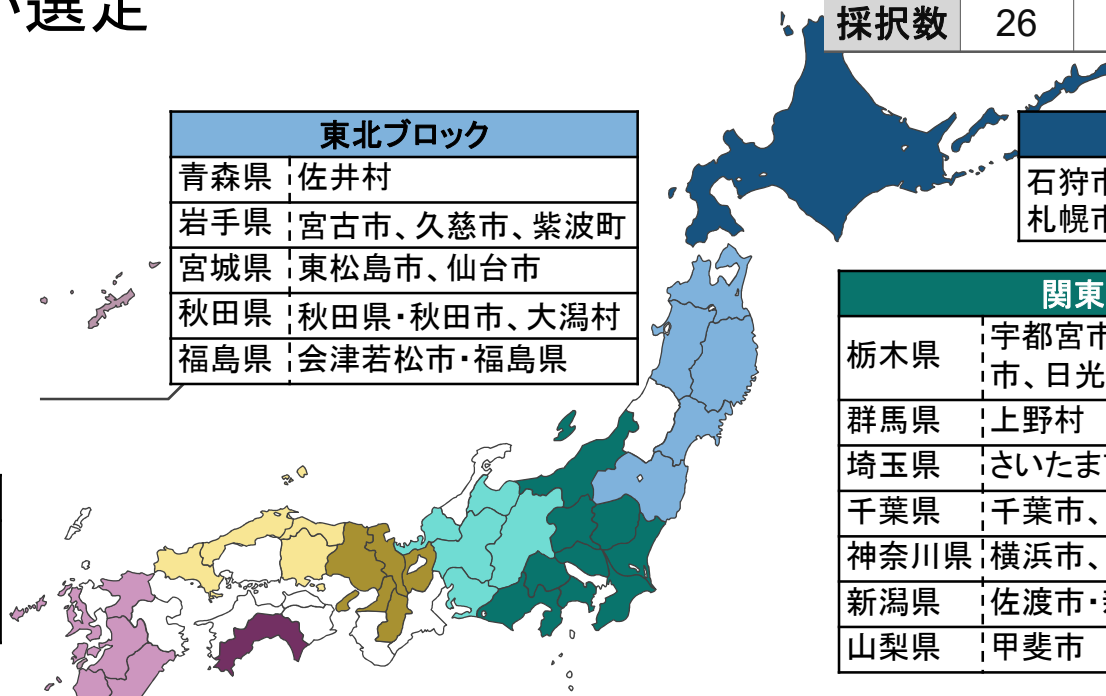 選定
採択数 26
東北ブロック
青森県 佐井村
岩手県 宮古市、久慈市、紫波町
宮城県 東松島市、仙台市
秋田県 秋田県・秋田市、大潟村
福島県 会津若松市・福島県
石狩市
札幌市
関東
栃木県 宇都宮市
市、日光
群馬県 上野村
埼玉県 さいたま
千葉県 千葉市、
神奈川県 横浜市、
新潟県 佐渡市・
山梨県 甲斐市